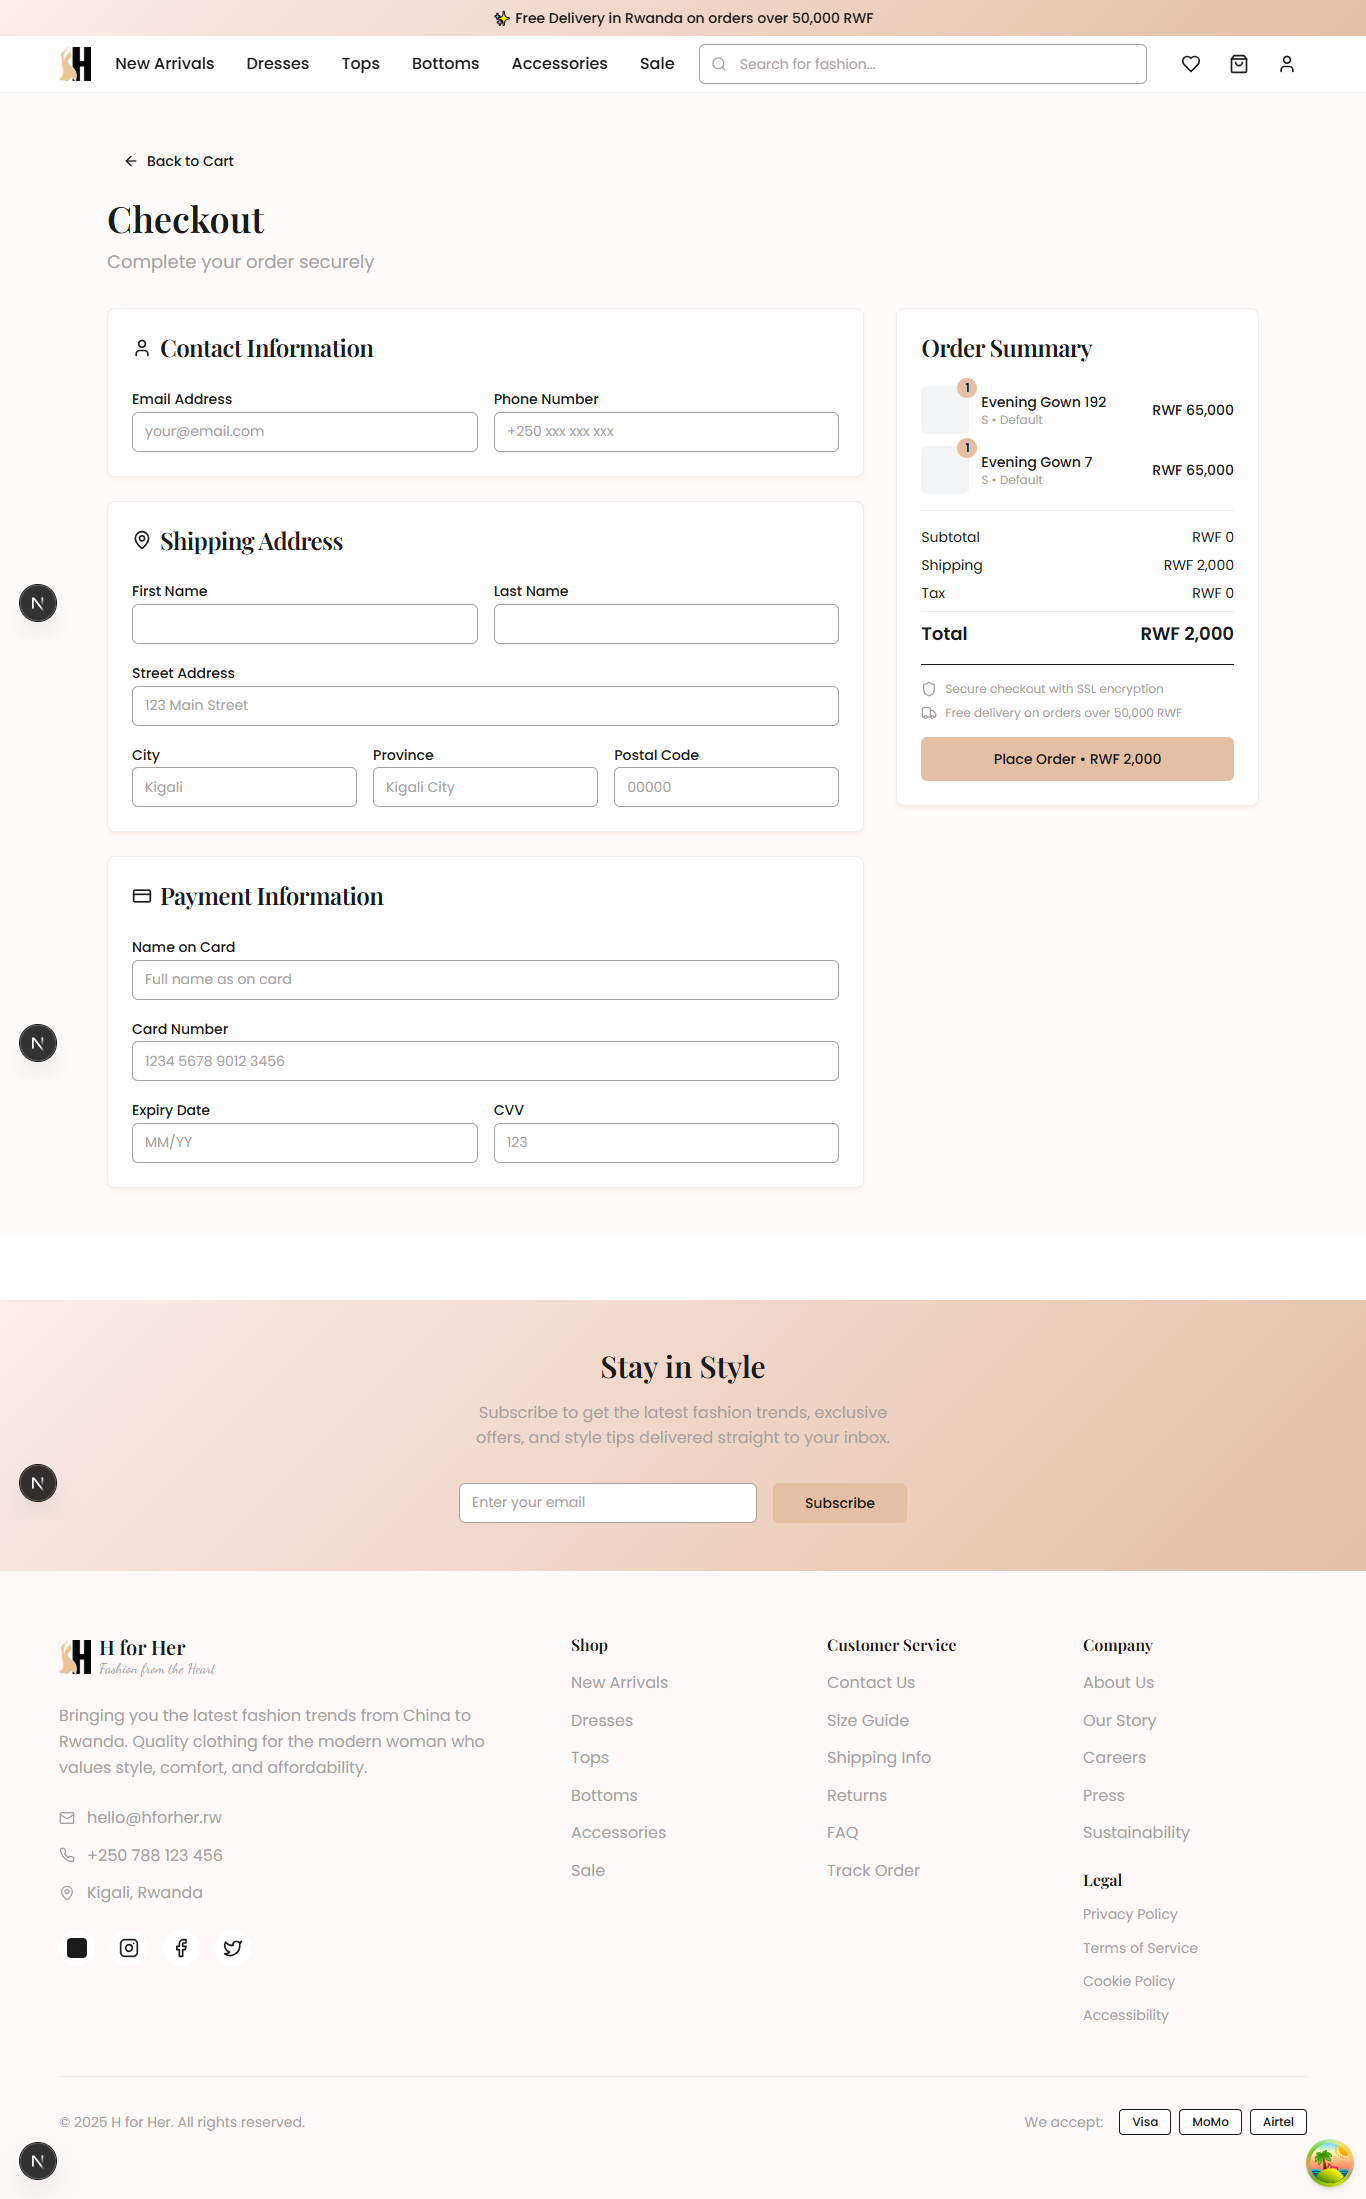 ✨ Free Delivery in Rwanda on orders over 50,000 RWF
H
New Arrivals
Dresses
Tops
Bottoms
Accessories
Sale
Search for fashion...
Back to Cart
Checkout
Complete your order securely
Contact Information
Email Address
Phone Number
your@email.com
+250 xxx xxx xxx
Shipping Address
First Name
Last Name
Street Address
123 Main Street
City
Province
Postal Code
Kigali
Kigali City
00000
Payment Information
Name on Card
Full name as on card
Card Number
1234 5678 9012 3456
Expiry Date
CVV
MM/YY
123
Order Summary
1
Evening Gown 192
S • Default
RWF 65,000
1
Evening Gown 7
S • Default
RWF 65,000
Subtotal
RWF 0
Shipping
RWF 2,000
Tax
RWF 0
Total
RWF 2,000
Secure checkout with SSL encryption
Free delivery on orders over 50,000 RWF
Place Order • RWF 2,000
N
N
N
Stay in Style
Subscribe to get the latest fashion trends, exclusive
offers, and style tips delivered straight to your inbox.
Enter your email
Subscribe
H
H for Her
Fashion from the Heart
Bringing you the latest fashion trends from China to
Rwanda. Quality clothing for the modern woman who
values style, comfort, and affordability.
hello@hforher.rw
+250 788 123 456
Kigali, Rwanda
Shop
New Arrivals
Dresses
Tops
Bottoms
Accessories
Sale
Customer Service
Contact Us
Size Guide
Shipping Info
Returns
FAQ
Track Order
Company
About Us
Our Story
Careers
Press
Sustainability
Legal
Privacy Policy
Terms of Service
Cookie Policy
Accessibility
© 2025 H for Her. All rights reserved.
We accept:
Visa
MoMo
Airtel
N